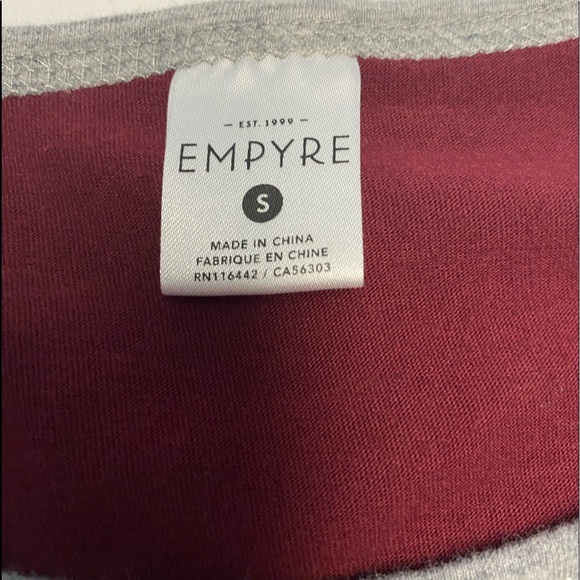 – EST. 1999 –
EMPYRE
S
MADE IN CHINA
FABRIQUE EN CHINE
RN116442 / CA56303